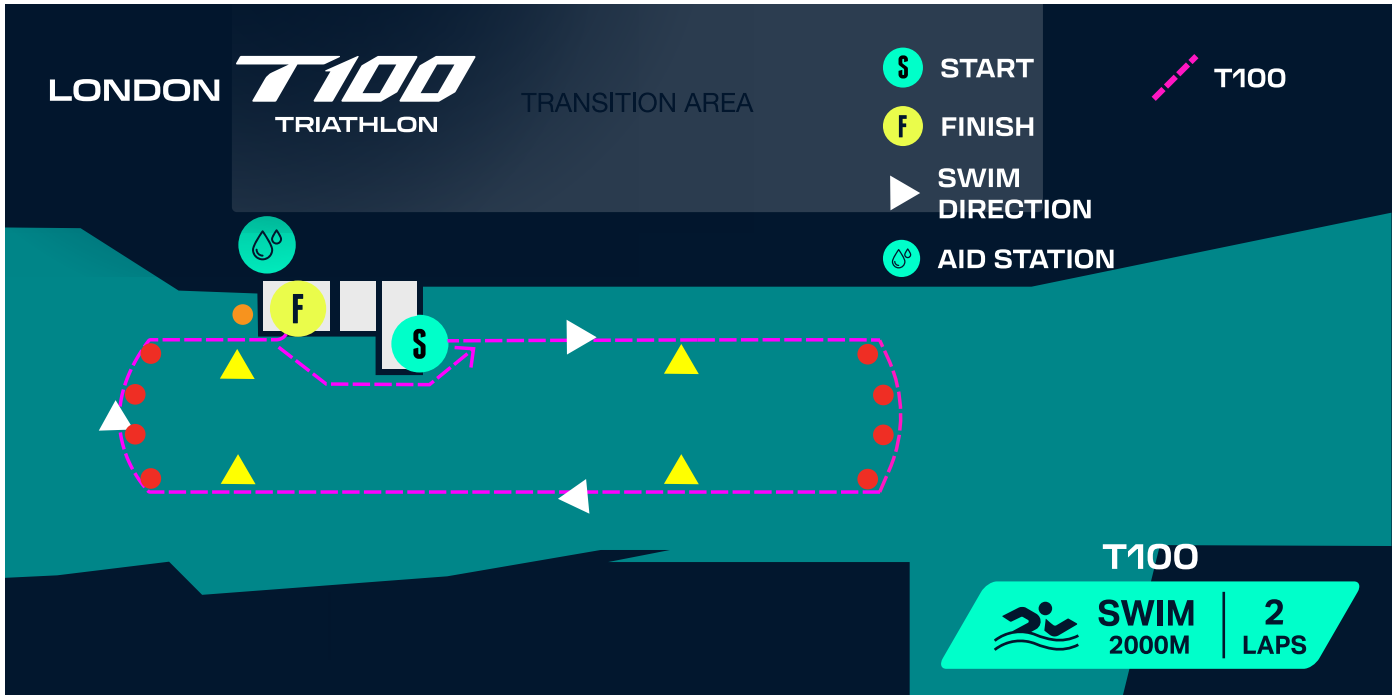 LONDON
T100
TRIATHLON
TRANSITION AREA
S START
F FINISH
SWIM
DIRECTION
AID STATION
T100
F
S
T100
SWIM
2000M
2
LAPS